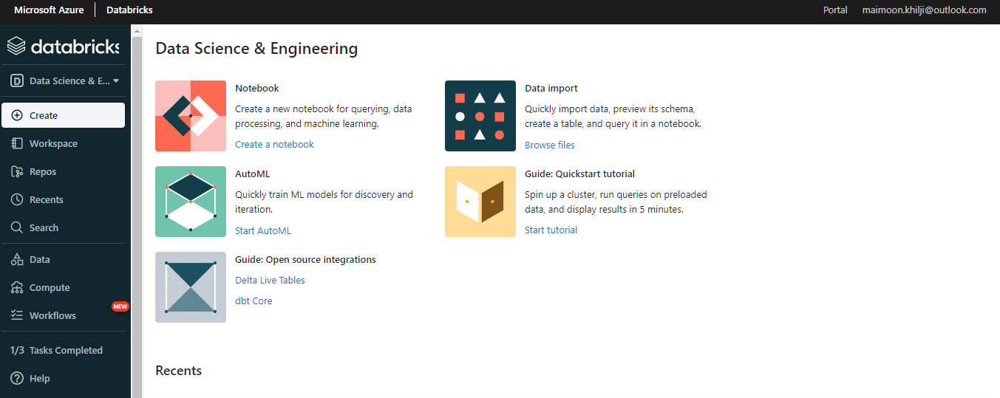 Microsoft Azure | Databricks
Portal maimoon.khilji@outlook.com
databricks
D Data Science & E...
Create
Workspace
Repos
Recents
Search
Data
Compute
Workflows NEW
1/3 Tasks Completed
? Help
Data Science & Engineering
Notebook
Create a new notebook for querying, data
processing, and machine learning.
Create a notebook
Data import
Quickly import data, preview its schema,
create a table, and query it in a notebook.
Browse files
AutoML
Quickly train ML models for discovery and
iteration.
Start AutoML
Guide: Quickstart tutorial
Spin up a cluster, run queries on preloaded
data, and display results in 5 minutes.
Start tutorial
Guide: Open source integrations
Delta Live Tables
dbt Core
Recents